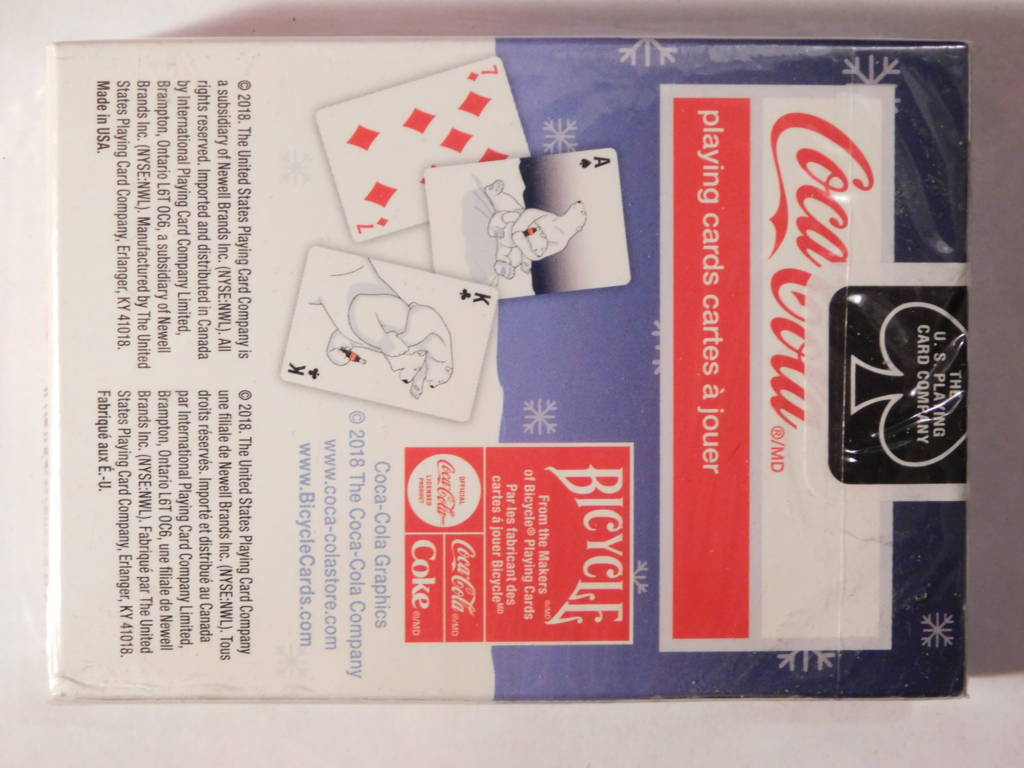 THE
U. S. PLAYING
CARD COMPANY
Coca-Cola ®/MD
playing cards cartes à jouer
A
7
7
K
K
BICYCLE ®/MD
From the Makers
of Bicycle® Playing Cards
Par les fabricant des
cartes à jouer Bicycle MD
OFFICIAL
Coca-Cola
LICENSED
PRODUCT
Coca-Cola ®/MD
Coke ®/MD
Coca-Cola Graphics
© 2018 The Coca-Cola Company
www.coca-colastore.com
www.BicycleCards.com
© 2018. The United States Playing Card Company is
a subsidiary of Newell Brands Inc. (NYSE:NWL). All
rights reserved. Imported and distributed in Canada
by International Playing Card Company Limited,
Brampton, Ontario L6T OC6, a subsidiary of Newell
Brands Inc. (NYSE:NWL). Manufactured by The United
States Playing Card Company, Erlanger, KY 41018.
Made in USA.
© 2018. The United States Playing Card Company
une filiale de Newell Brands Inc. (NYSE:NWL). Tous
droits réservés. Importé et distribué au Canada
par International Playing Card Company Limited,
Brampton, Ontario L6T OC6, une filiale de Newell
Brands Inc. (NYSE:NWL). Fabriqué par The United
States Playing Card Company, Erlanger, KY 41018.
Fabriqué aux É.-U.